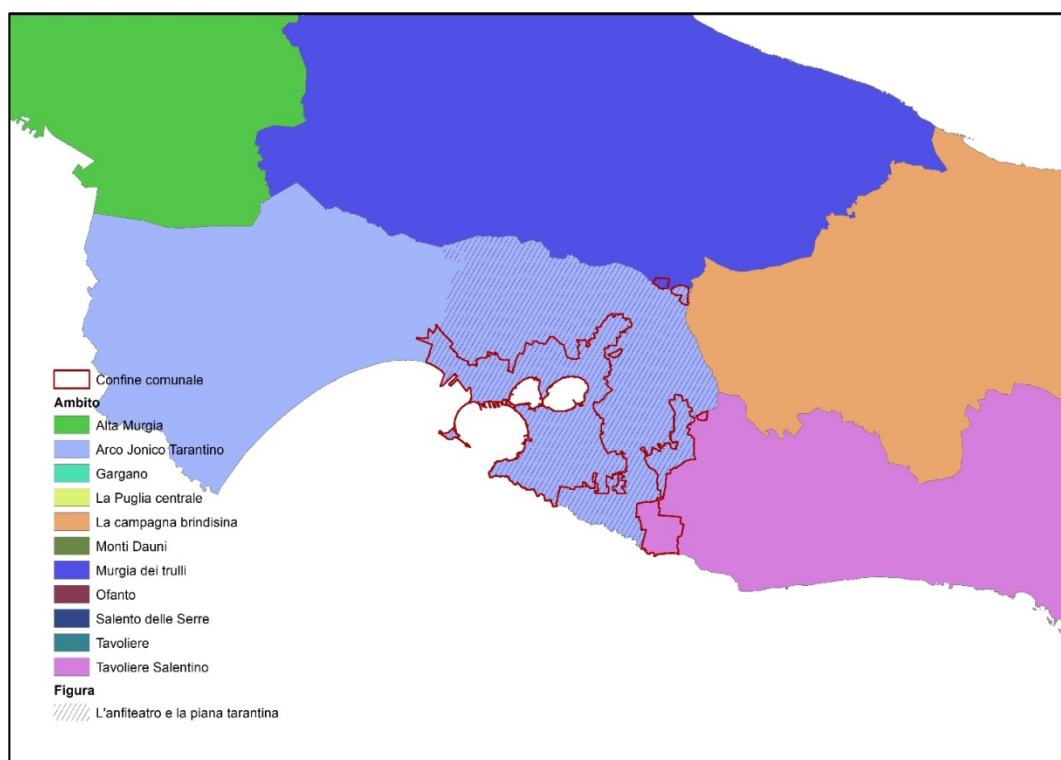 Confine comunale
Ambito
Alta Murgia
Arco Jonico Tarantino
Gargano
La Puglia centrale
La campagna brindisina
Monti Dauni
Murgia dei trulli
Ofanto
Salento delle Serre
Tavoliere
Tavoliere Salentino
Figura
L'anfiteatro e la piana tarantina